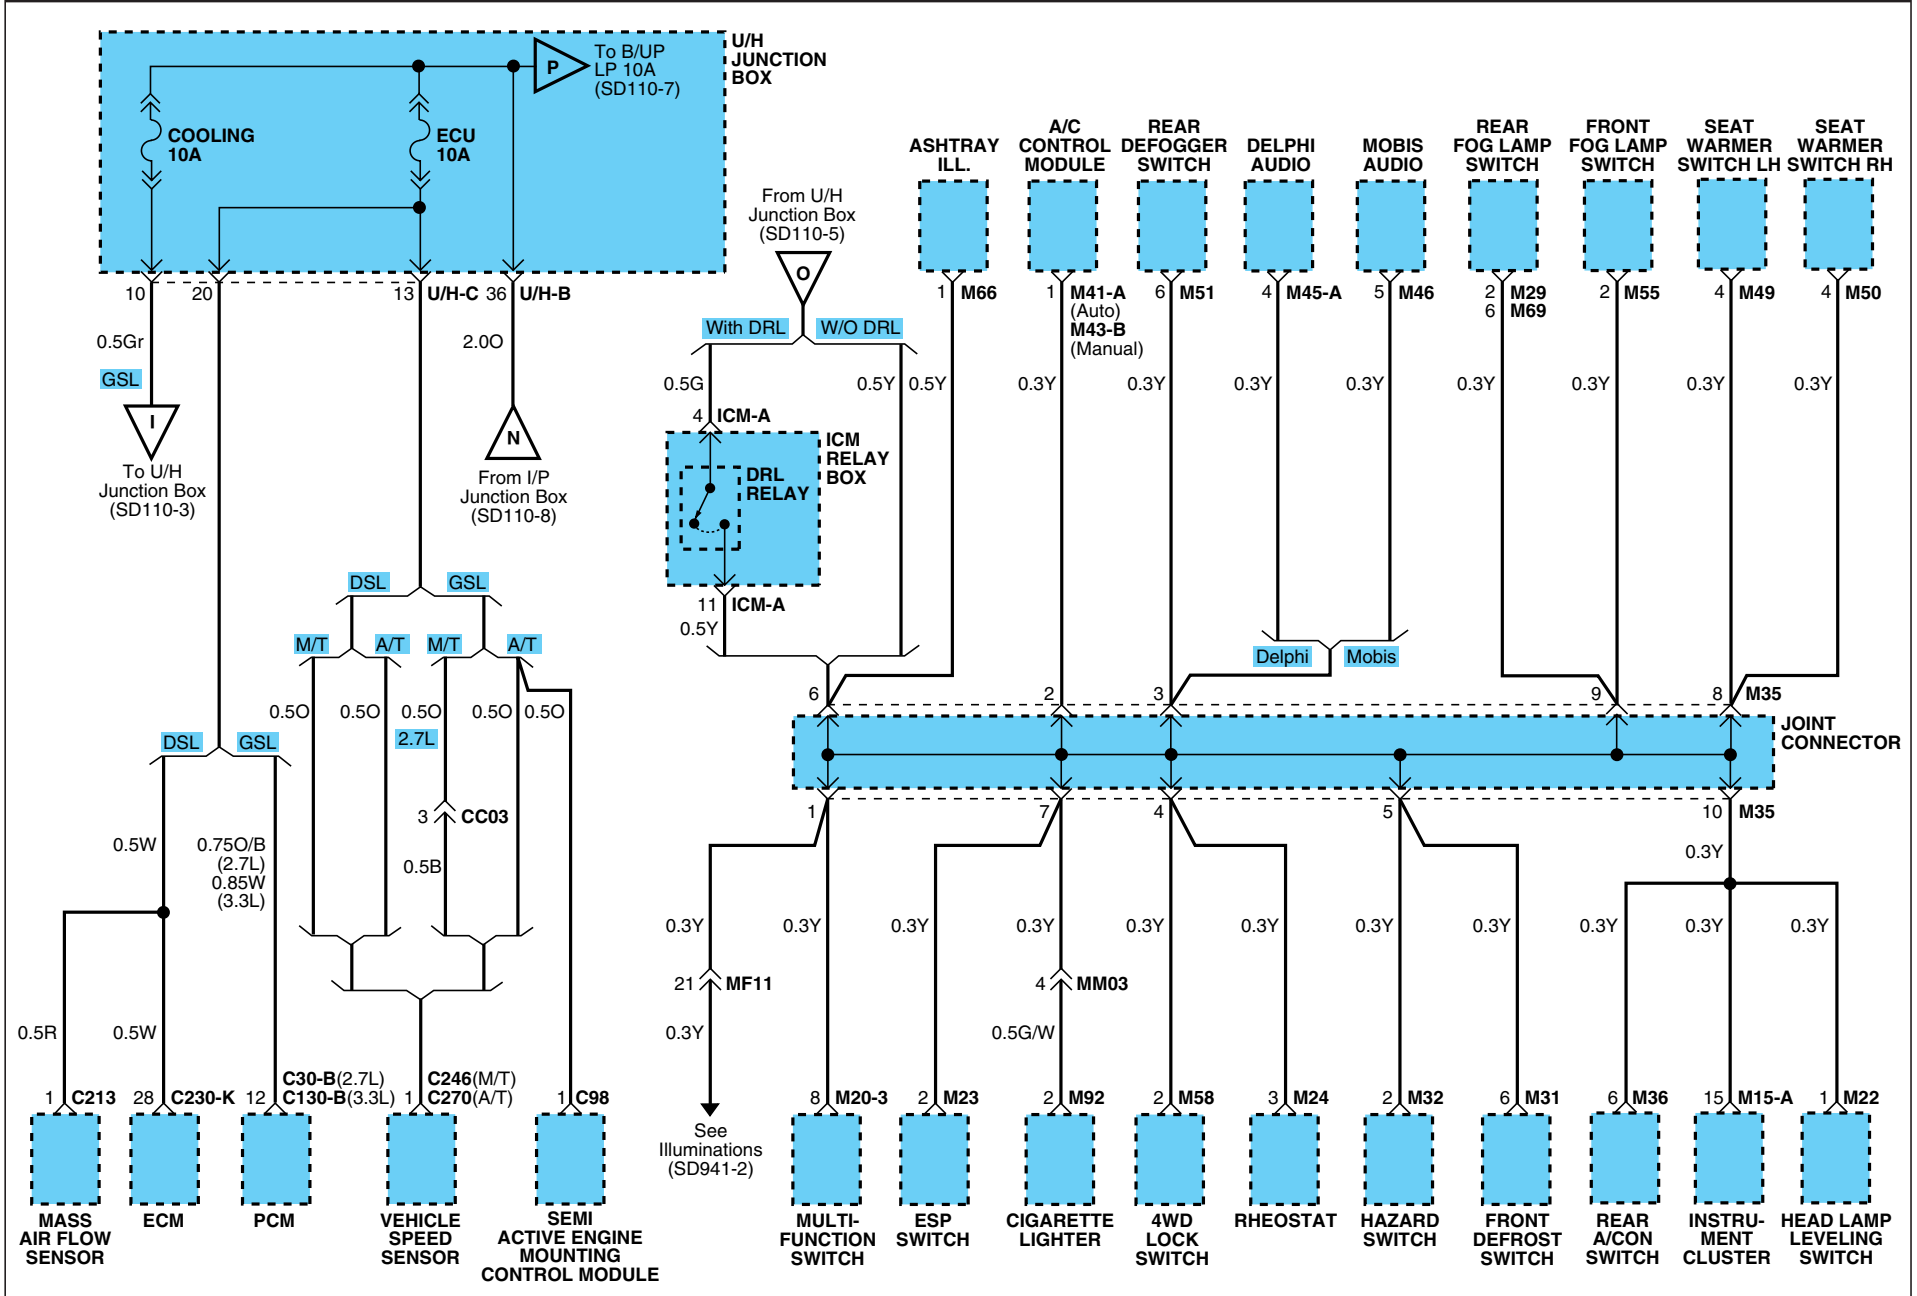 U/H
JUNCTION
BOX
P
To B/UP
LP 10A
(SD110-7)
COOLING
10A
ECU
10A
10
20
13
U/H-C
36
U/H-B
0.5Gr
GSL
I
To U/H
Junction Box
(SD110-3)
2.0O
N
From I/P
Junction Box
(SD110-8)
DSL
GSL
M/T
A/T
M/T
A/T
0.5O
0.5O
0.5O
0.5O
0.5O
2.7L
3
CC03
0.5B
DSL
GSL
0.5W
0.75O/B
(2.7L)
0.85W
(3.3L)
0.5R
0.5W
1
C213
28
C230-K
12
C30-B(2.7L)
C130-B(3.3L)
1
C246(M/T)
C270(A/T)
1
C98
MASS
AIR FLOW
SENSOR
ECM
PCM
VEHICLE
SPEED
SENSOR
SEMI
ACTIVE ENGINE
MOUNTING
CONTROL MODULE
From U/H
Junction Box
(SD110-5)
O
With DRL
W/O DRL
0.5G
0.5Y
0.5Y
4
ICM-A
ICM
RELAY
BOX
DRL
RELAY
11
ICM-A
0.5Y
ASHTRAY
ILL.
A/C
CONTROL
MODULE
REAR
DEFOGGER
SWITCH
DELPHI
AUDIO
MOBIS
AUDIO
REAR
FOG LAMP
SWITCH
FRONT
FOG LAMP
SWITCH
SEAT
WARMER
SWITCH LH
SEAT
WARMER
SWITCH RH
1
M66
1
M41-A
(Auto)
M43-B
(Manual)
6
M51
4
M45-A
5
M46
2
M29
6
M69
2
M55
4
M49
4
M50
0.3Y
0.3Y
0.3Y
0.3Y
0.3Y
0.3Y
0.3Y
0.3Y
Delphi
Mobis
6
2
3
9
8
M35
JOINT
CONNECTOR
1
7
4
5
10
M35
0.3Y
0.3Y
0.3Y
0.3Y
0.3Y
0.3Y
0.3Y
0.3Y
0.3Y
0.3Y
0.3Y
0.3Y
21
MF11
4
MM03
0.3Y
0.5G/W
See
Illuminations
(SD941-2)
8
M20-3
2
M23
2
M92
2
M58
3
M24
2
M32
6
M31
6
M36
15
M15-A
1
M22
MULTI-
FUNCTION
SWITCH
ESP
SWITCH
CIGARETTE
LIGHTER
4WD
LOCK
SWITCH
RHEOSTAT
HAZARD
SWITCH
FRONT
DEFROST
SWITCH
REAR
A/CON
SWITCH
INSTRU-
MENT
CLUSTER
HEAD LAMP
LEVELING
SWITCH